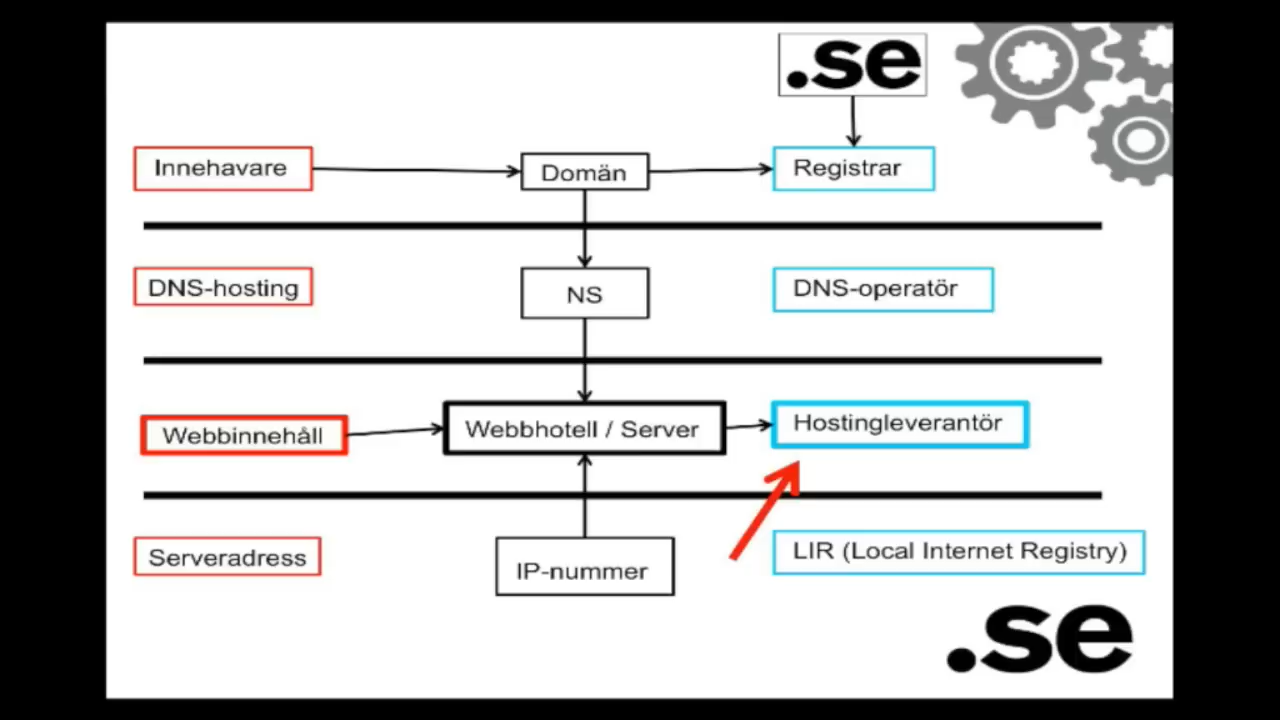 .se
Innehavare
Domän
Registrar
DNS-hosting
NS
DNS-operatör
Webbinnehåll
Webbhotell / Server
Hostingleverantör
Serveradress
IP-nummer
LIR (Local Internet Registry)
.se